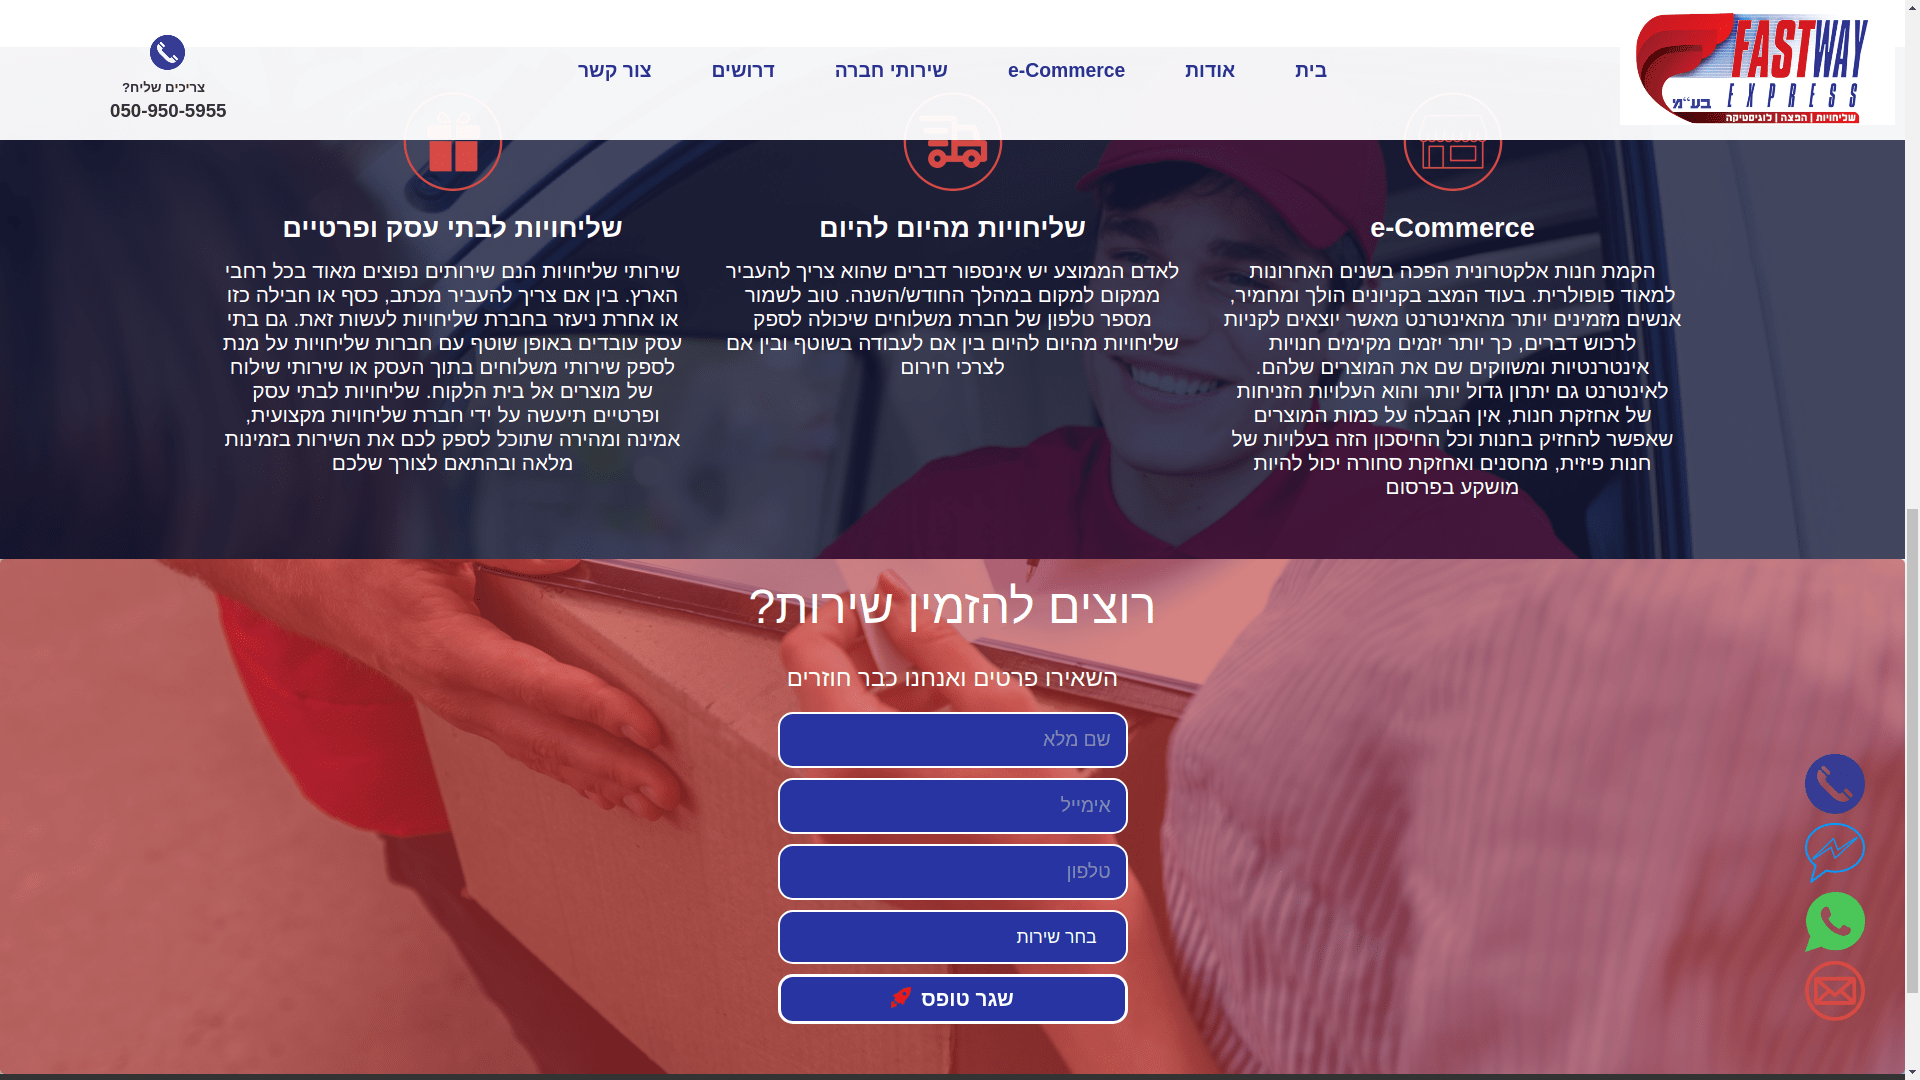 FASTWAY
EXPRESS
בע"מ
שליחויות | הפצה | לוגיסטיקה
בית
אודות
e-Commerce
שירותי חברה
דרושים
צור קשר
צריכים שליח?
050-950-5955
e-Commerce
הקמת חנות אלקטרונית הפכה בשנים האחרונות
למאוד פופולרית. בעוד המצב בקניונים הולך ומחמיר,
אנשים מזמינים יותר מהאינטרנט מאשר יוצאים לקניות
לרכוש דברים, כך יותר יזמים מקימים חנויות
אינטרנטיות ומשווקים שם את המוצרים שלהם.
לאינטרנט גם יתרון גדול יותר והוא העלויות הזניחות
של אחזקת חנות, אין הגבלה על כמות המוצרים
שאפשר להחזיק בחנות וכל החיסכון הזה בעלויות של
חנות פיזית, מחסנים ואחזקת סחורה יכול להיות
מושקע בפרסום
שליחויות מהיום להיום
לאדם הממוצע יש אינספור דברים שהוא צריך להעביר
ממקום למקום במהלך החודש/השנה. טוב לשמור
מספר טלפון של חברת משלוחים שיכולה לספק
שליחויות מהיום להיום בין אם לעבודה בשוטף ובין אם
לצרכי חירום
שליחויות לבתי עסק ופרטיים
שירותי שליחויות הנם שירותים נפוצים מאוד בכל רחבי
הארץ. בין אם צריך להעביר מכתב, כסף או חבילה כזו
או אחרת ניעזר בחברת שליחויות לעשות זאת. גם בתי
עסק עובדים באופן שוטף עם חברות שליחויות על מנת
לספק שירותי משלוחים בתוך העסק או שירותי שילוח
של מוצרים אל בית הלקוח. שליחויות לבתי עסק
ופרטיים תיעשה על ידי חברת שליחויות מקצועית,
אמינה ומהירה שתוכל לספק לכם את השירות בזמינות
מלאה ובהתאם לצורך שלכם
רוצים להזמין שירות?
השאירו פרטים ואנחנו כבר חוזרים
שם מלא
אימייל
טלפון
בחר שירות
שגר טופס